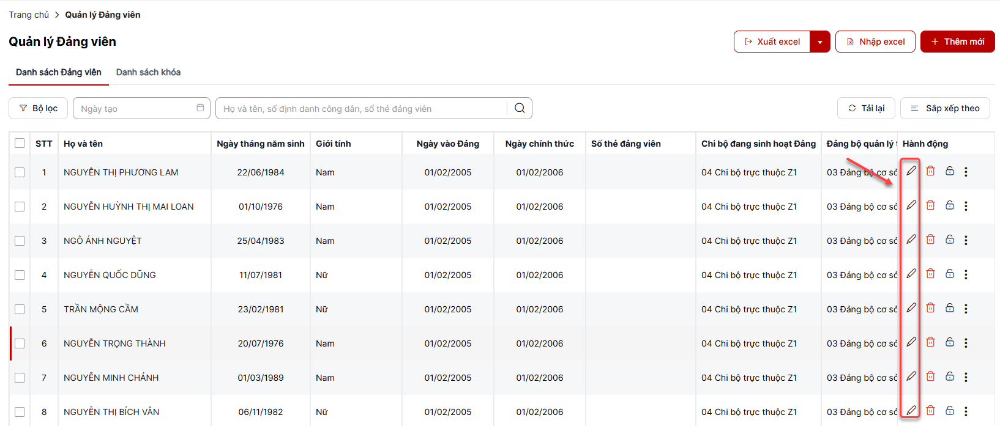 Trang chủ > Quản lý Đảng viên
Quản lý Đảng viên
Xuất excel
Nhập excel
+ Thêm mới
Danh sách Đảng viên
Danh sách khóa
Bộ lọc
Ngày tạo
Họ và tên, số định danh công dân, số thẻ đảng viên
Tải lại
Sắp xếp theo
STT Họ và tên Ngày tháng năm sinh Giới tính Ngày vào Đảng Ngày chính thức Số thẻ đảng viên Chi bộ đang sinh hoạt Đảng Đảng bộ quản lý Hành động
1 NGUYỄN THỊ PHƯƠNG LAM 22/06/1984 Nam 01/02/2005 01/02/2006 04 Chi bộ trực thuộc Z1 03 Đảng bộ cơ sở
2 NGUYỄN HUỲNH THỊ MAI LOAN 01/10/1976 Nam 01/02/2005 01/02/2006 04 Chi bộ trực thuộc Z1 03 Đảng bộ cơ sở
3 NGÔ ÁNH NGUYỆT 25/04/1983 Nam 01/02/2005 01/02/2006 04 Chi bộ trực thuộc Z1 03 Đảng bộ cơ sở
4 NGUYỄN QUỐC DŨNG 11/07/1981 Nữ 01/02/2005 01/02/2006 04 Chi bộ trực thuộc Z1 03 Đảng bộ cơ sở
5 TRẦN MỘNG CẦM 23/02/1981 Nữ 01/02/2005 01/02/2006 04 Chi bộ trực thuộc Z1 03 Đảng bộ cơ sở
6 NGUYỄN TRỌNG THÀNH 20/07/1976 Nam 01/02/2005 01/02/2006 04 Chi bộ trực thuộc Z1 03 Đảng bộ cơ sở
7 NGUYỄN MINH CHÁNH 01/03/1989 Nam 01/02/2005 01/02/2006 04 Chi bộ trực thuộc Z1 03 Đảng bộ cơ sở
8 NGUYỄN THỊ BÍCH VÂN 06/11/1982 Nữ 01/02/2005 01/02/2006 04 Chi bộ trực thuộc Z1 03 Đảng bộ cơ sở